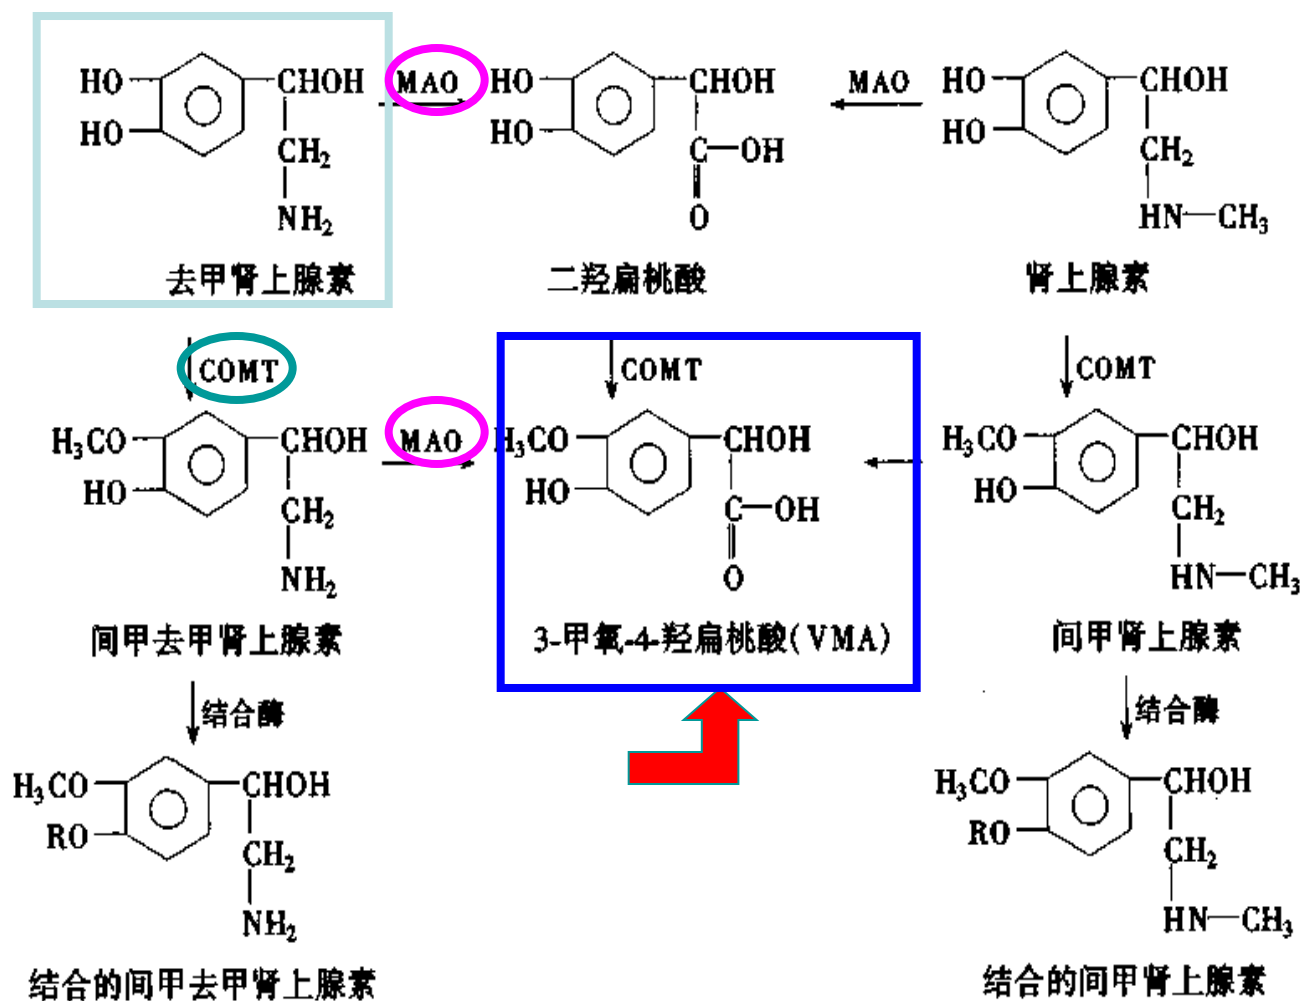 HO CHOH MAO HO CHOH MAO HO CHOH
HO HO HO
CH₂ C—OH CH₂
NH₂ O HN—CH₃
去甲肾上腺素 二羟扁桃酸 肾上腺素
COMT COMT COMT
H₃CO CHOH MAO H₃CO CHOH H₃CO CHOH
HO HO HO
CH₂ C—OH CH₂
NH₂ O HN—CH₃
间甲去甲肾上腺素 3-甲氧-4-羟扁桃酸(VMA) 间甲肾上腺素
结合酶 结合酶
H₃CO CHOH H₃CO CHOH
RO RO
CH₂ CH₂
NH₂ HN—CH₃
结合的间甲去甲肾上腺素 结合的间甲肾上腺素